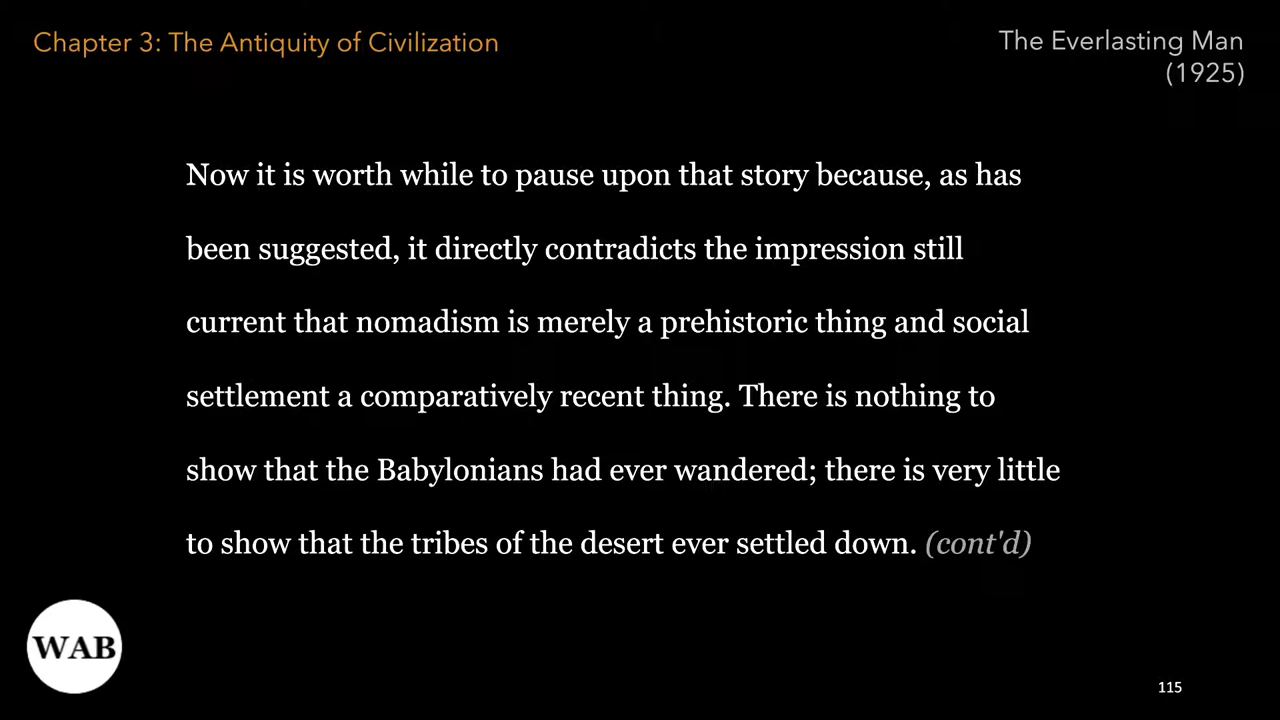 Chapter 3: The Antiquity of Civilization
The Everlasting Man
(1925)
Now it is worth while to pause upon that story because, as has
been suggested, it directly contradicts the impression still
current that nomadism is merely a prehistoric thing and social
settlement a comparatively recent thing. There is nothing to
show that the Babylonians had ever wandered; there is very little
to show that the tribes of the desert ever settled down. (cont'd)
WAB
115